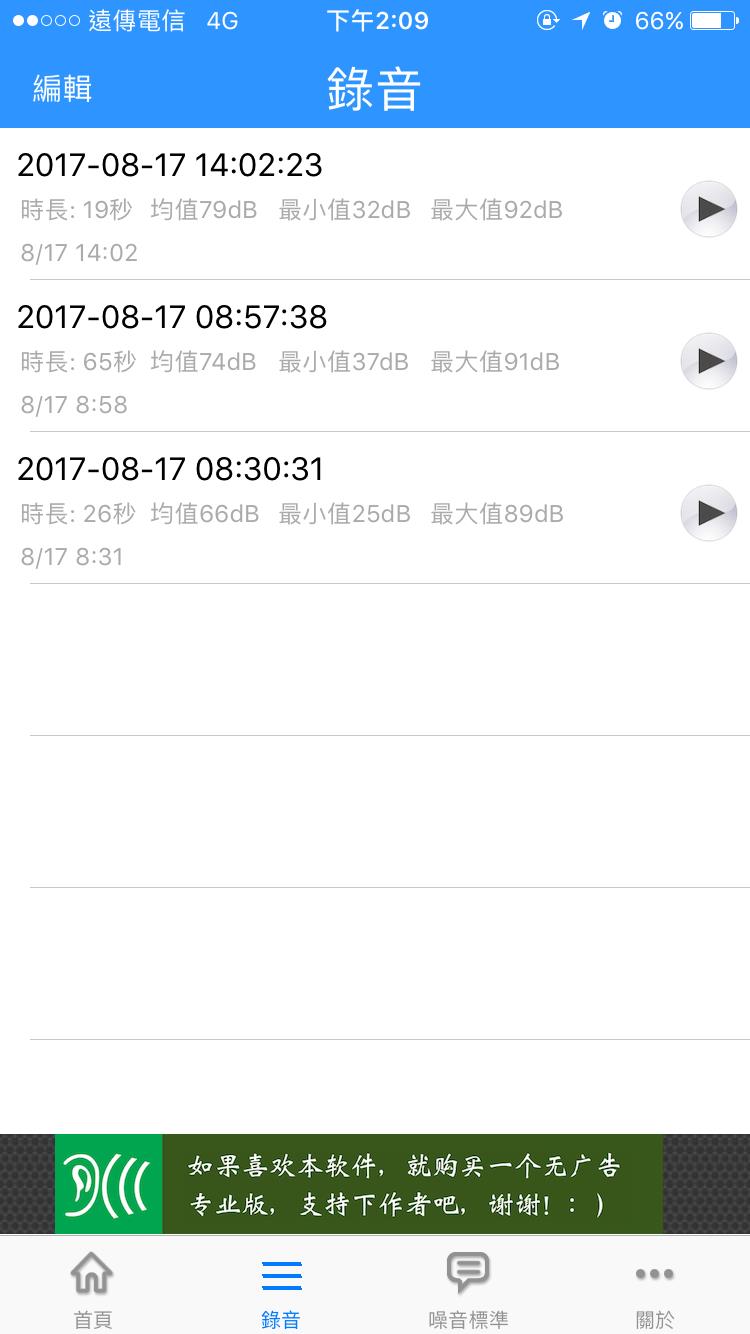 遠傳電信 4G 下午2:09 66%
編輯 錄音
2017-08-17 14:02:23
時長: 19秒 均值79dB 最小值32dB 最大值92dB
8/17 14:02
2017-08-17 08:57:38
時長: 65秒 均值74dB 最小值37dB 最大值91dB
8/17 8:58
2017-08-17 08:30:31
時長: 26秒 均值66dB 最小值25dB 最大值89dB
8/17 8:31
如果喜欢本软件，就购买一个无广告
专业版，支持下作者吧，谢谢！：)
首頁 錄音 噪音標準 關於